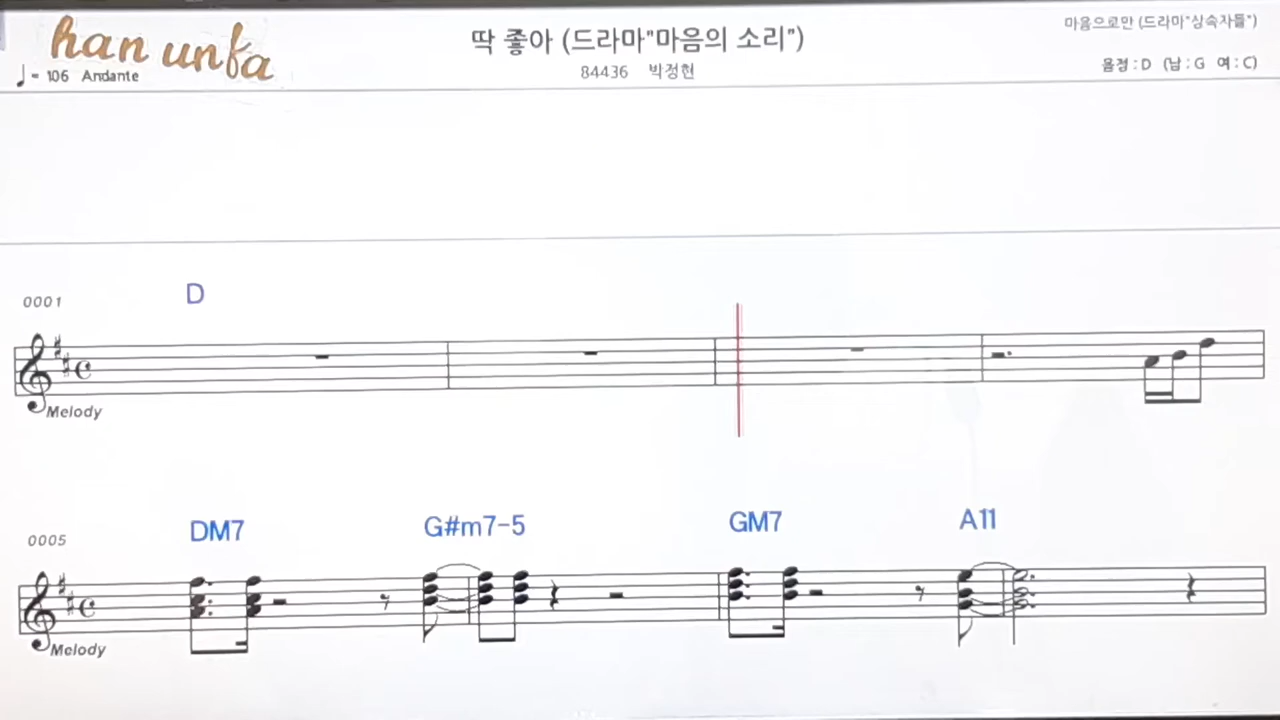 han unfa
♩= 106 Andante
딱 좋아 (드라마"마음의 소리")
84436 박정현
마음으로만 (드라마"상속자들")
음정 : D (남 : G 여 : C)
0001
D
Melody
0005
DM7 G#m7-5 GM7 A11
Melody